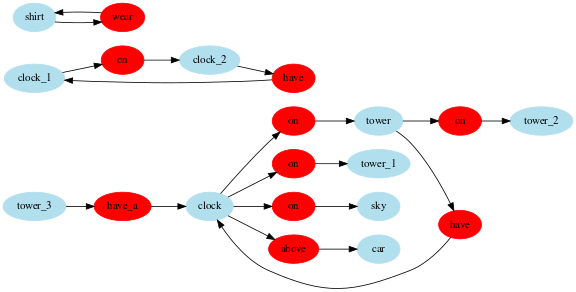 shirt
wear
clock_1
on
clock_2
have
on
tower
on
tower_2
on
tower_1
tower_3
have_a
clock
on
sky
have
above
car